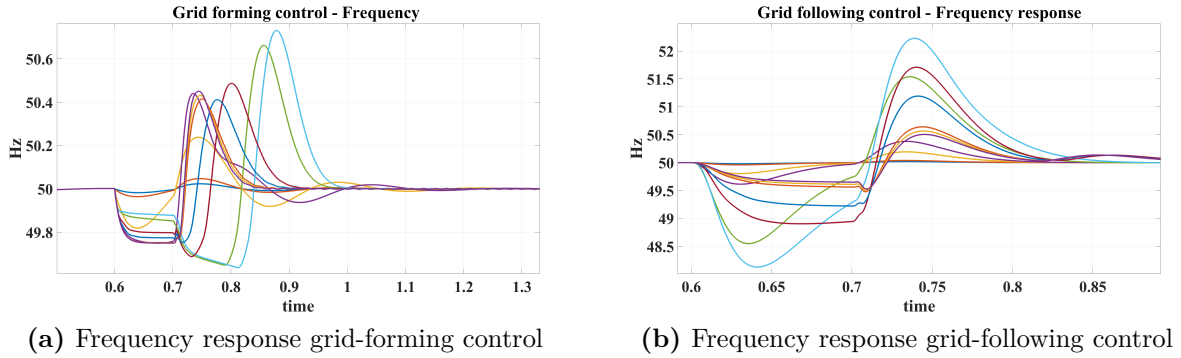 Grid forming control - Frequency
50.6
50.4
50.2
50
49.8
Hz
0.6 0.7 0.8 0.9 1 1.1 1.2 1.3
time
(a) Frequency response grid-forming control
Grid following control - Frequency response
52
51.5
51
50.5
50
49.5
49
48.5
Hz
0.6 0.65 0.7 0.75 0.8 0.85
time
(b) Frequency response grid-following control